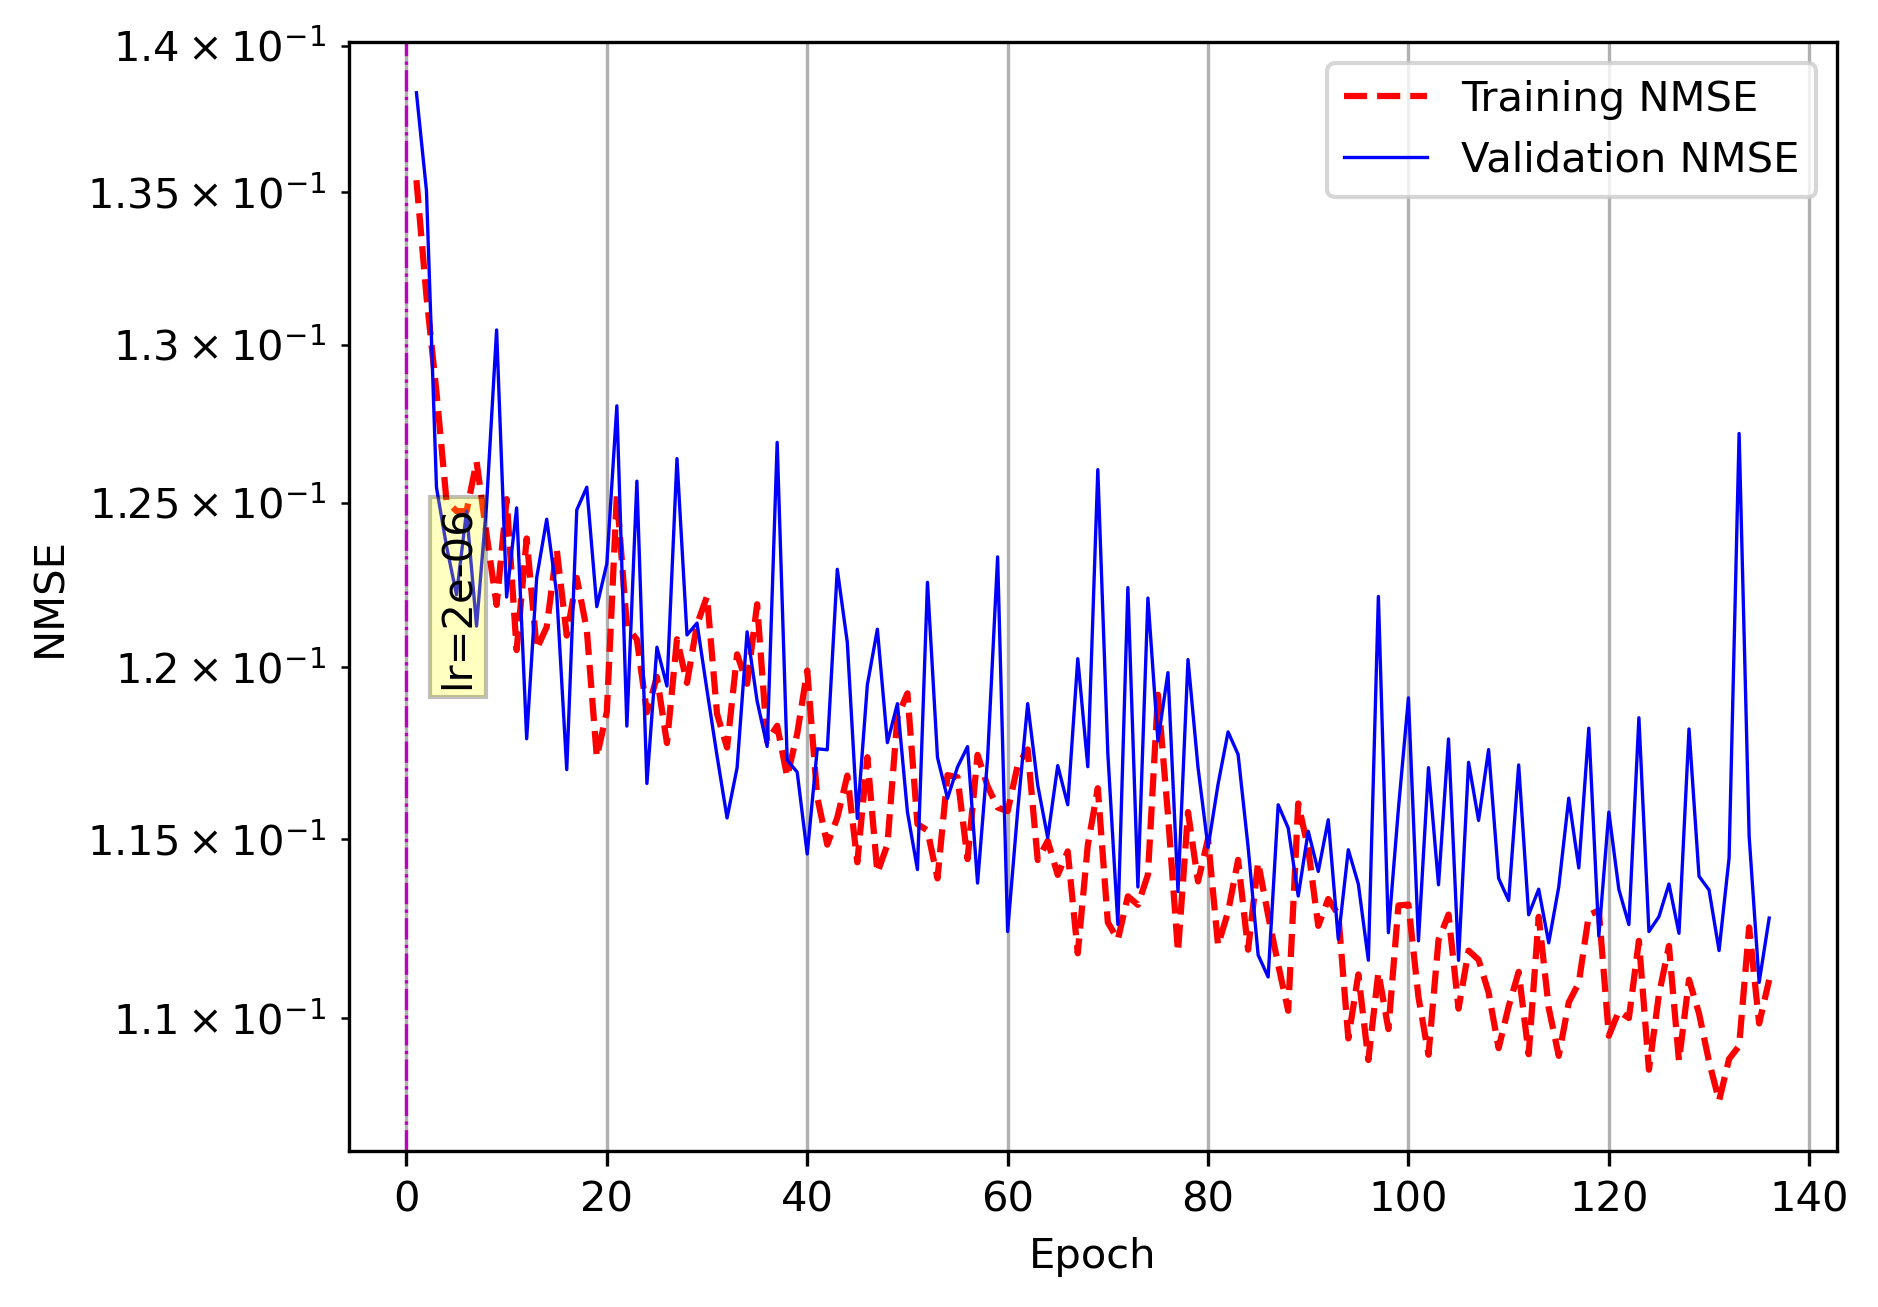 1.4 × 10⁻¹
1.35 × 10⁻¹
1.3 × 10⁻¹
1.25 × 10⁻¹
1.2 × 10⁻¹
1.15 × 10⁻¹
1.1 × 10⁻¹
NMSE
lr=2e-06
Training NMSE
Validation NMSE
0 20 40 60 80 100 120 140
Epoch